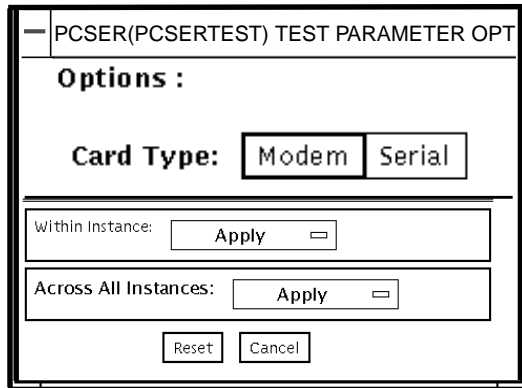 PCSER(PCSERTEST) TEST PARAMETER OPT
Options :
Card Type: Modem Serial
Within Instance: Apply
Across All Instances: Apply
Reset Cancel